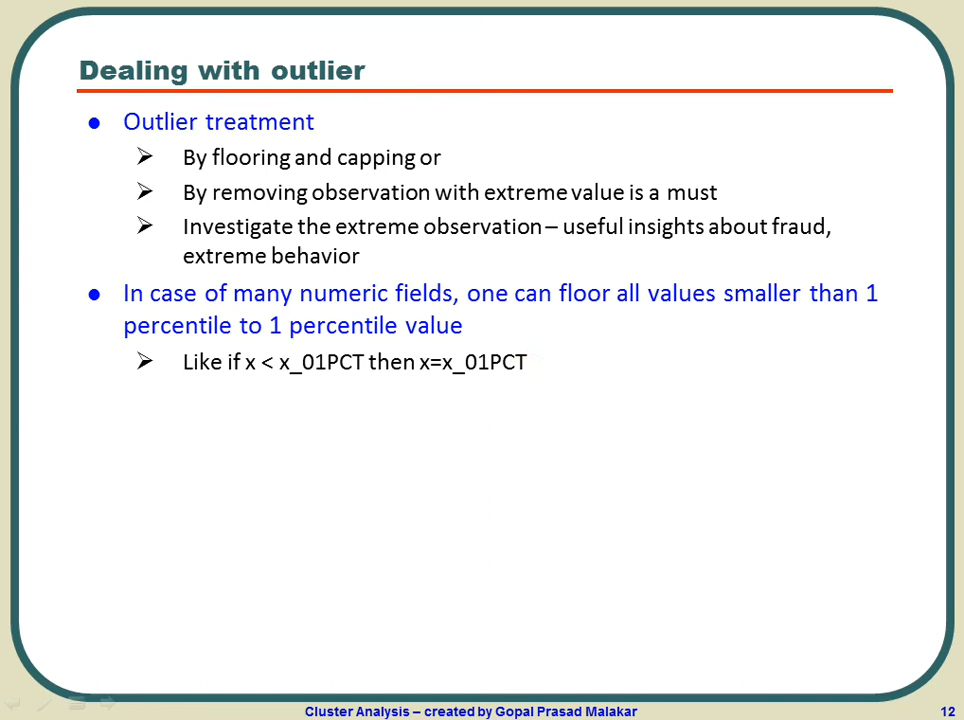 Dealing with outlier
Outlier treatment
By flooring and capping or
By removing observation with extreme value is a must
Investigate the extreme observation – useful insights about fraud,
extreme behavior
In case of many numeric fields, one can floor all values smaller than 1
percentile to 1 percentile value
Like if x < x_01PCT then x=x_01PCT
Cluster Analysis – created by Gopal Prasad Malakar
12